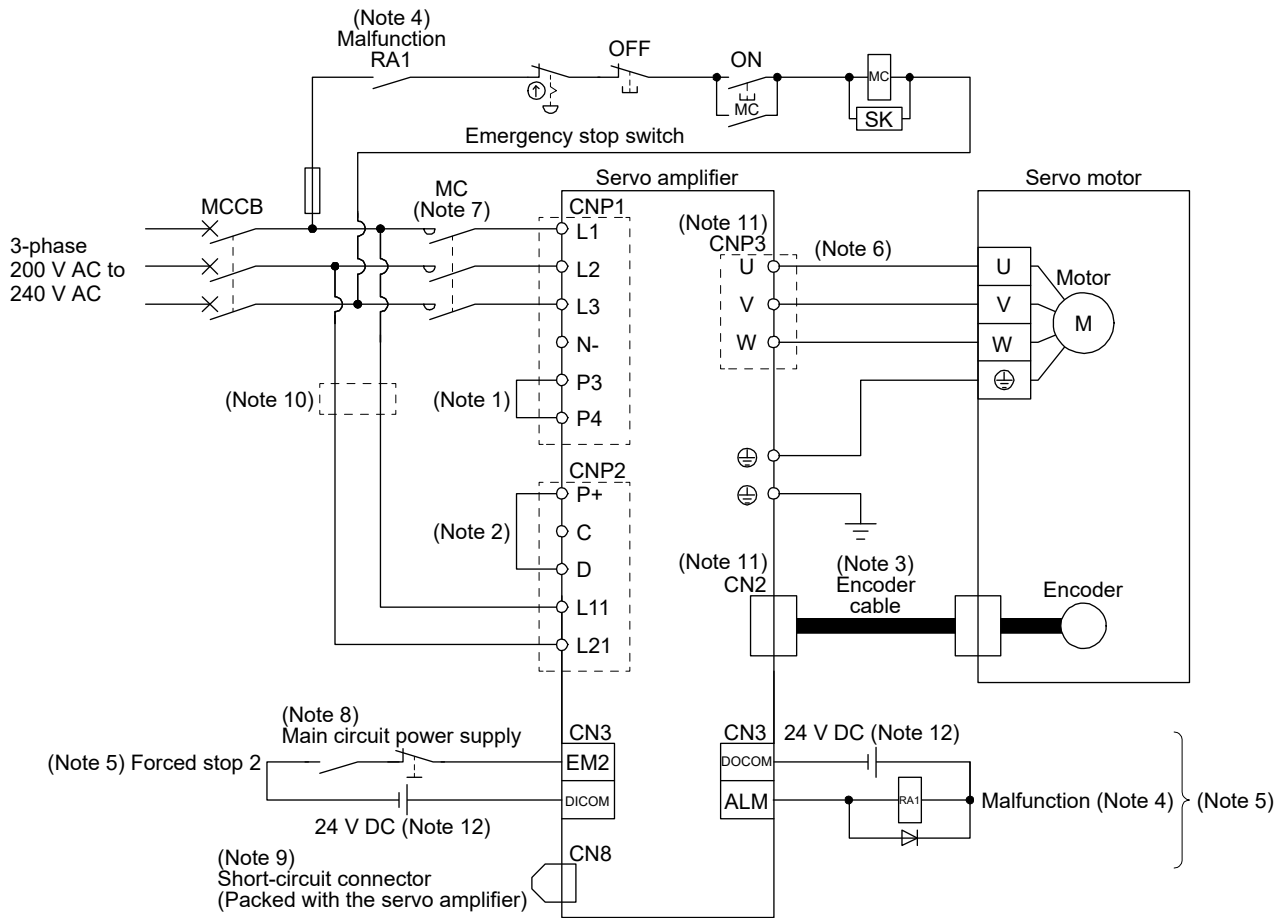 (Note 4)
Malfunction
RA1
OFF
ON
MC
MC
SK
Emergency stop switch
Servo amplifier
Servo motor
MCCB
MC
(Note 7)
CNP1
L1
L2
L3
N-
P3
P4
3-phase
200 V AC to
240 V AC
(Note 10)
(Note 1)
(Note 11)
CNP3
U
V
W
(Note 6)
U
V
W
Motor
M
CNP2
P+
C
D
L11
L21
(Note 2)
(Note 11)
CN2
(Note 3)
Encoder
cable
Encoder
(Note 8)
Main circuit power supply
(Note 5) Forced stop 2
24 V DC (Note 12)
CN3
EM2
DICOM
CN3
DOCOM
ALM
24 V DC (Note 12)
RA1
Malfunction (Note 4)
(Note 5)
(Note 9)
Short-circuit connector
(Packed with the servo amplifier)
CN8